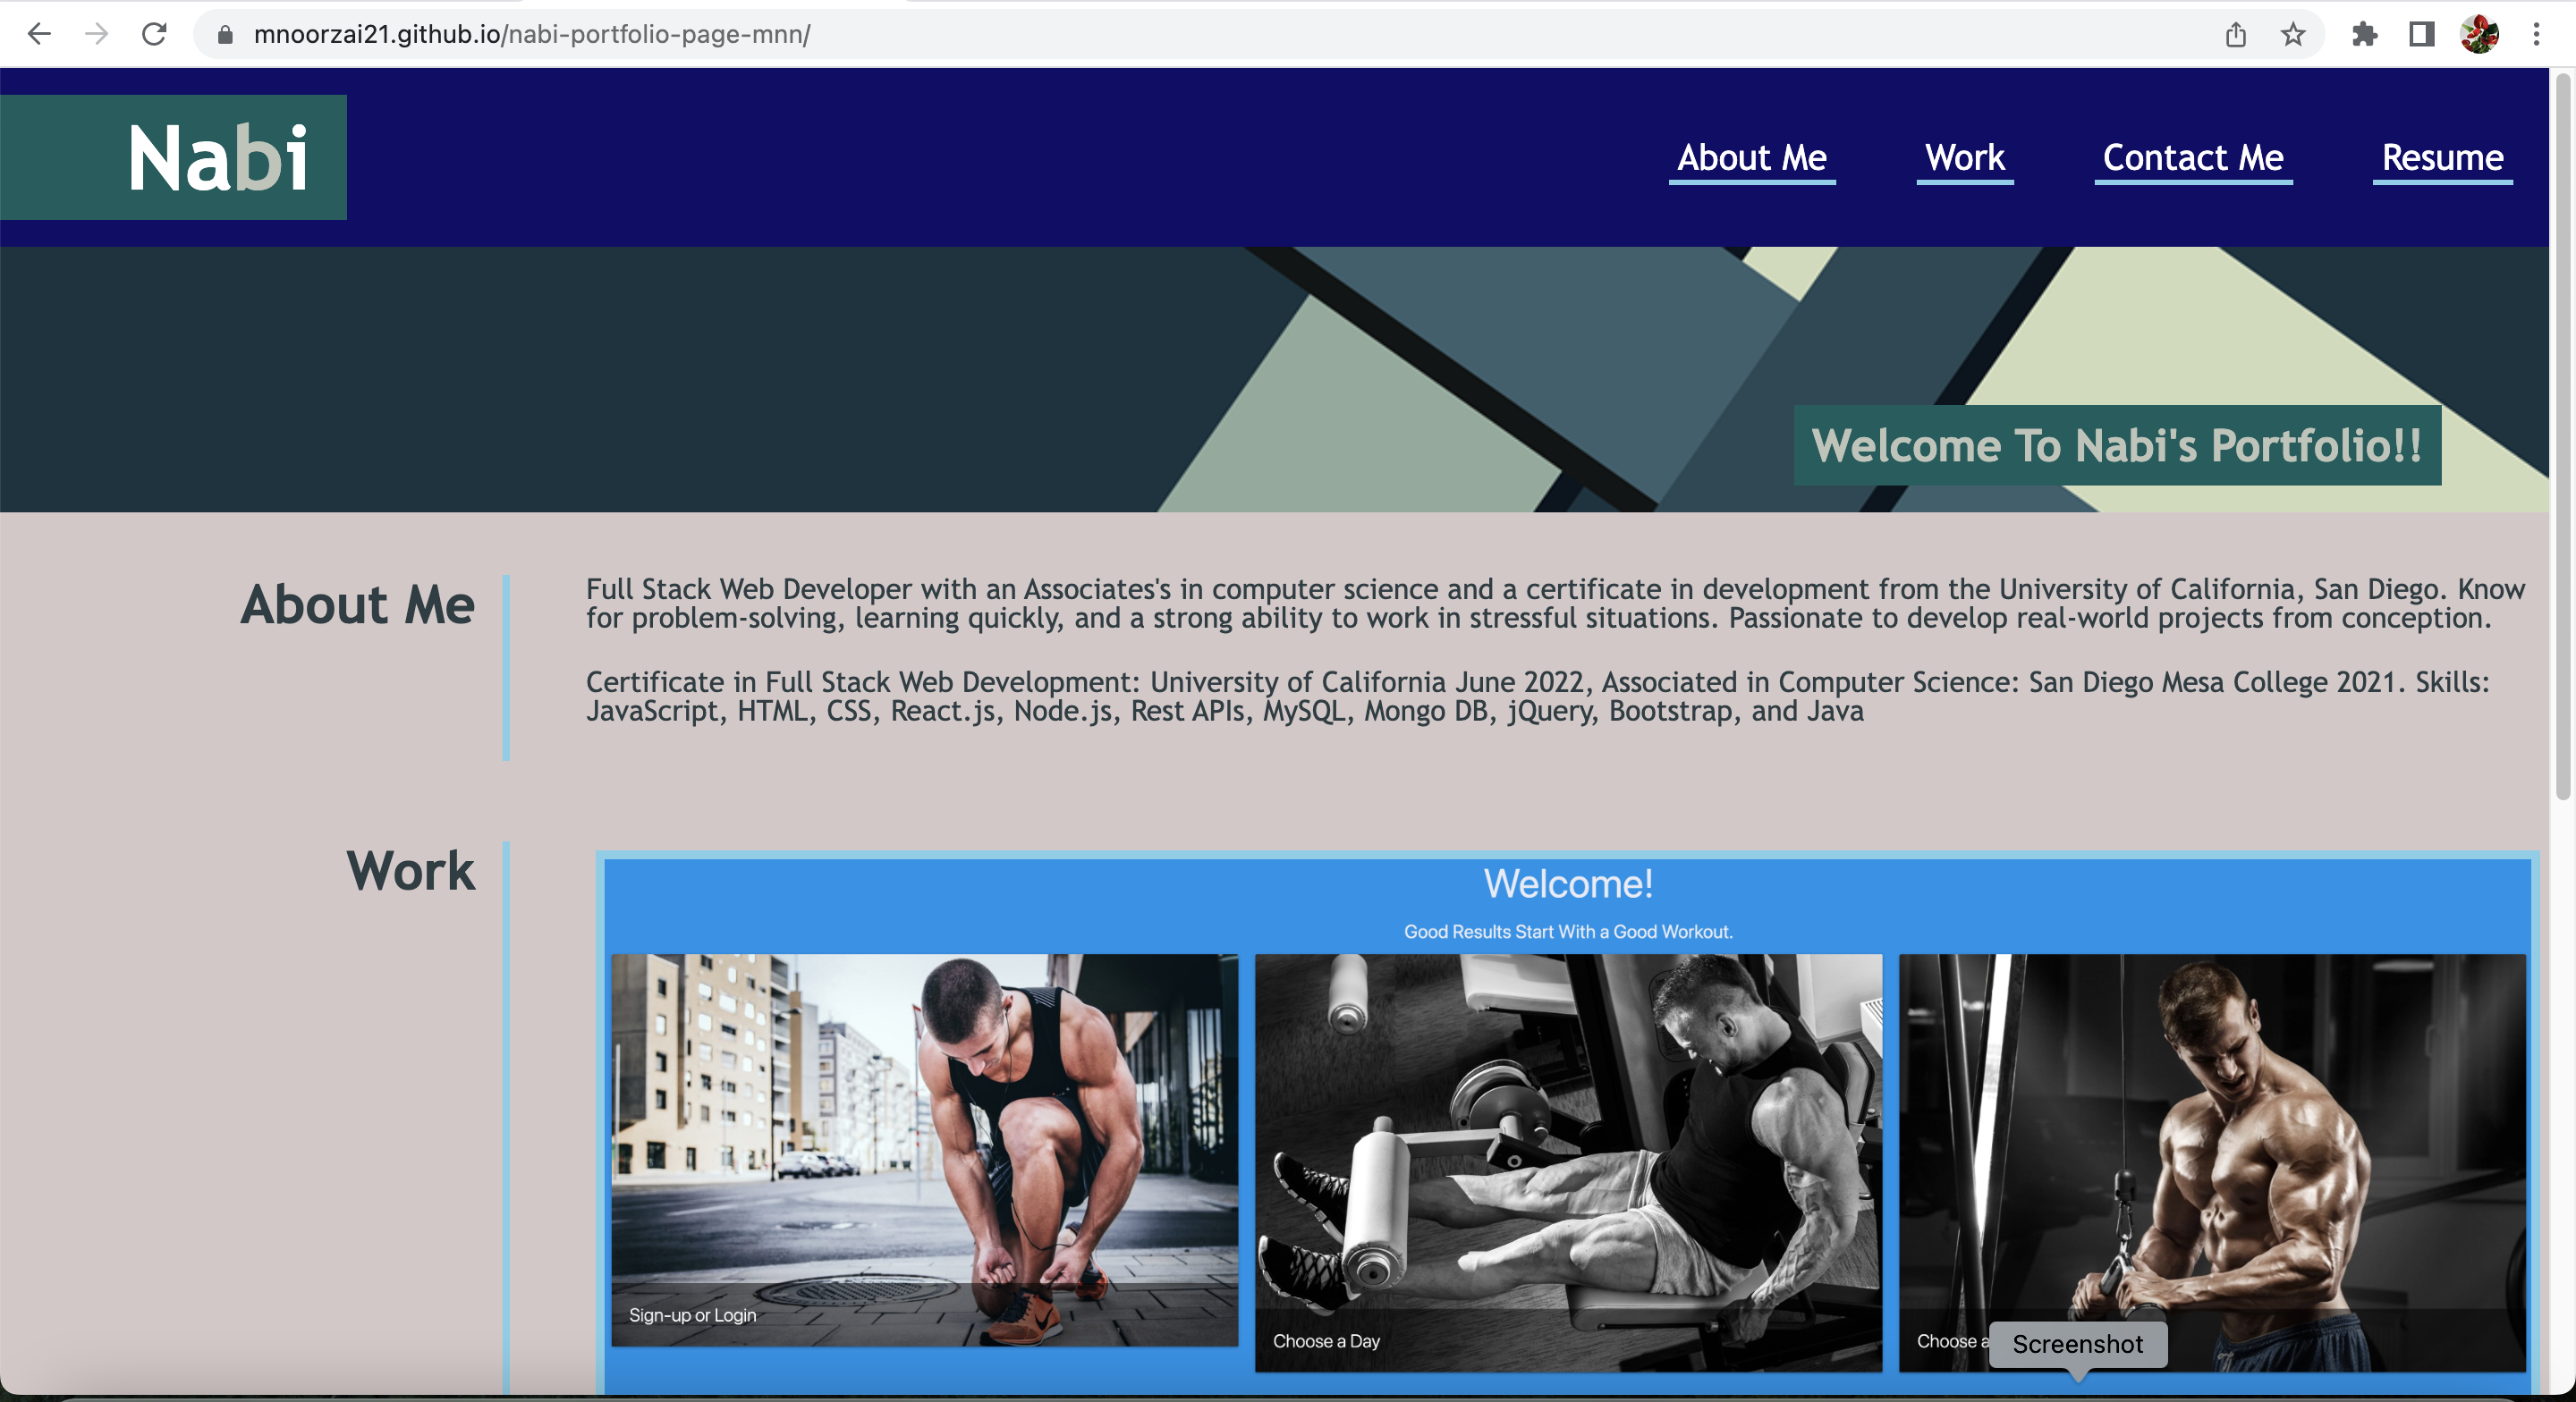 mnoorzai21.github.io/nabi-portfolio-page-mnn/
Nabi
About Me
Work
Contact Me
Resume
Welcome To Nabi's Portfolio!!
About Me
Full Stack Web Developer with an Associates's in computer science and a certificate in development from the University of California, San Diego. Know
for problem-solving, learning quickly, and a strong ability to work in stressful situations. Passionate to develop real-world projects from conception.
Certificate in Full Stack Web Development: University of California June 2022, Associated in Computer Science: San Diego Mesa College 2021. Skills:
JavaScript, HTML, CSS, React.js, Node.js, Rest APIs, MySQL, Mongo DB, jQuery, Bootstrap, and Java
Work
Welcome!
Good Results Start With a Good Workout.
Sign-up or Login
Choose a Day
Choose a
Screenshot